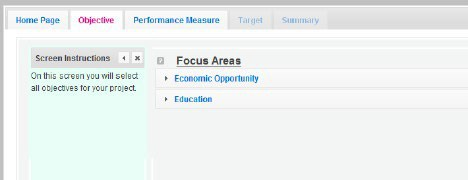 Home Page Objective Performance Measure Target Summary
Screen Instructions
On this screen you will select
all objectives for your project.
Focus Areas
Economic Opportunity
Education